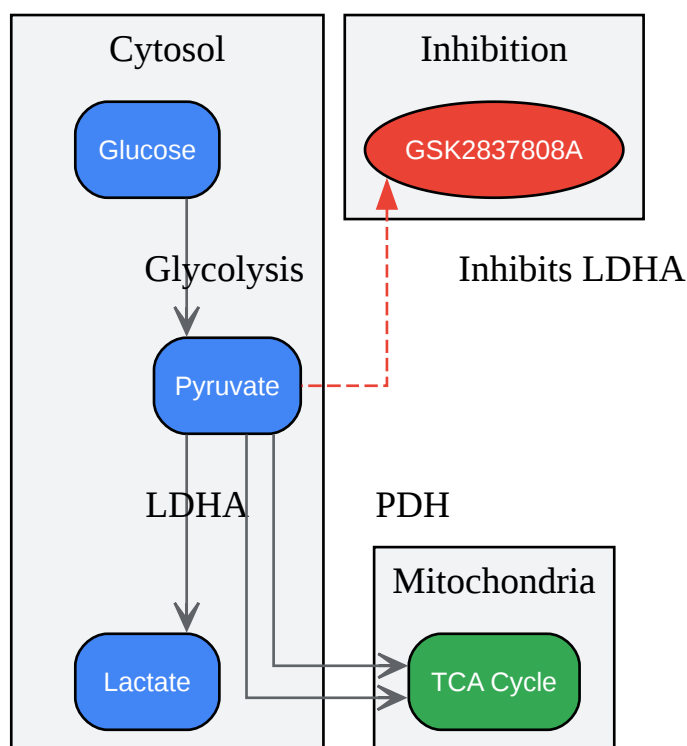 Cytosol
Inhibition
Glucose
GSK2837808A
Glycolysis
Inhibits LDHA
Pyruvate
LDHA
PDH
Mitochondria
Lactate
TCA Cycle